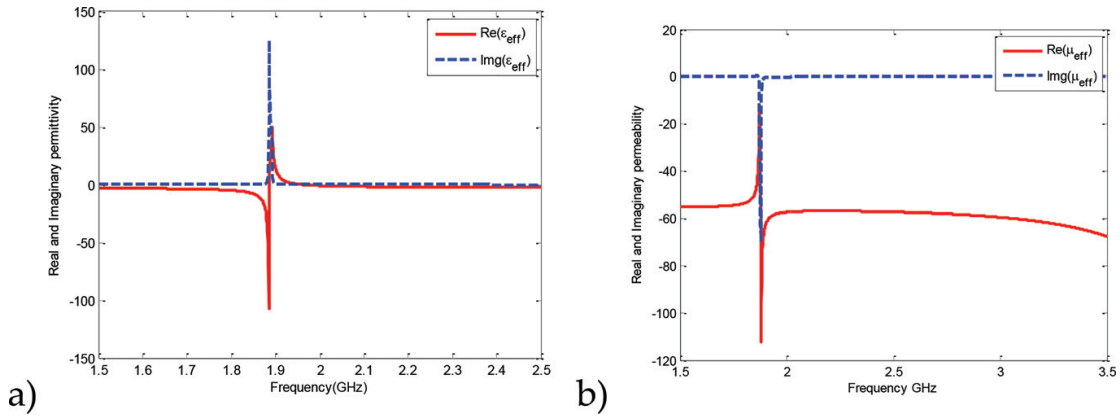 150
100
50
0
-50
-100
-150
1.5 1.6 1.7 1.8 1.9 2 2.1 2.2 2.3 2.4 2.5
Frequency(GHz)
Real and Imaginary permittivity
Re(εeff)
Img(εeff)
a)
20
0
-20
-40
-60
-80
-100
-120
1.5 2 2.5 3 3.5
Frequency GHz
Real and Imaginary permeability
Re(μeff)
Img(μeff)
b)